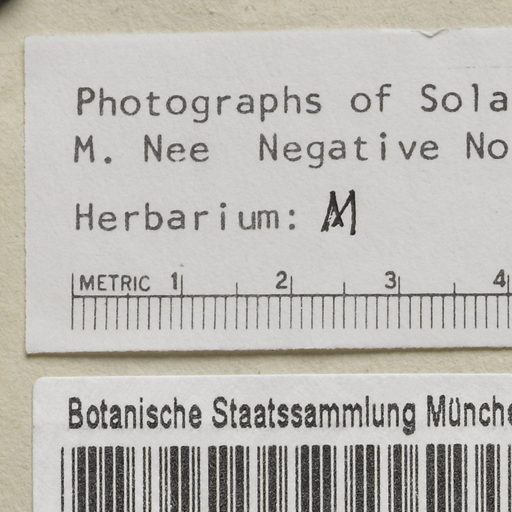 Photographs of Sola
M. Nee Negative No
Herbarium: M
METRIC 1 2 3 4
Botanische Staatssammlung Münche